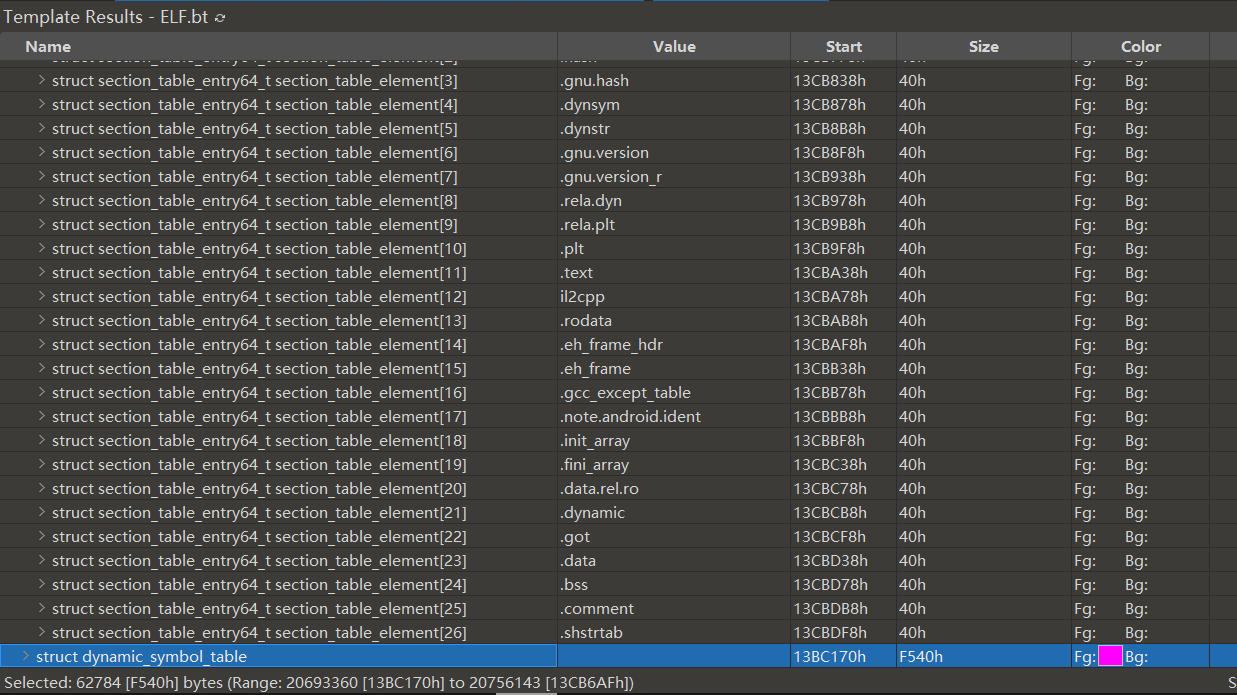 Template Results - ELF.bt
Name Value Start Size Color
> struct section_table_entry64_t section_table_element[3] .gnu.hash 13CB838h 40h Fg: Bg:
> struct section_table_entry64_t section_table_element[4] .dynsym 13CB878h 40h Fg: Bg:
> struct section_table_entry64_t section_table_element[5] .dynstr 13CB8B8h 40h Fg: Bg:
> struct section_table_entry64_t section_table_element[6] .gnu.version 13CB8F8h 40h Fg: Bg:
> struct section_table_entry64_t section_table_element[7] .gnu.version_r 13CB938h 40h Fg: Bg:
> struct section_table_entry64_t section_table_element[8] .rela.dyn 13CB978h 40h Fg: Bg:
> struct section_table_entry64_t section_table_element[9] .rela.plt 13CB9B8h 40h Fg: Bg:
> struct section_table_entry64_t section_table_element[10] .plt 13CB9F8h 40h Fg: Bg:
> struct section_table_entry64_t section_table_element[11] .text 13CBA38h 40h Fg: Bg:
> struct section_table_entry64_t section_table_element[12] il2cpp 13CBA78h 40h Fg: Bg:
> struct section_table_entry64_t section_table_element[13] .rodata 13CBAB8h 40h Fg: Bg:
> struct section_table_entry64_t section_table_element[14] .eh_frame_hdr 13CBAF8h 40h Fg: Bg:
> struct section_table_entry64_t section_table_element[15] .eh_frame 13CBB38h 40h Fg: Bg:
> struct section_table_entry64_t section_table_element[16] .gcc_except_table 13CBB78h 40h Fg: Bg:
> struct section_table_entry64_t section_table_element[17] .note.android.ident 13CBBB8h 40h Fg: Bg:
> struct section_table_entry64_t section_table_element[18] .init_array 13CBBF8h 40h Fg: Bg:
> struct section_table_entry64_t section_table_element[19] .fini_array 13CBC38h 40h Fg: Bg:
> struct section_table_entry64_t section_table_element[20] .data.rel.ro 13CBC78h 40h Fg: Bg:
> struct section_table_entry64_t section_table_element[21] .dynamic 13CBCB8h 40h Fg: Bg:
> struct section_table_entry64_t section_table_element[22] .got 13CBCF8h 40h Fg: Bg:
> struct section_table_entry64_t section_table_element[23] .data 13CBD38h 40h Fg: Bg:
> struct section_table_entry64_t section_table_element[24] .bss 13CBD78h 40h Fg: Bg:
> struct section_table_entry64_t section_table_element[25] .comment 13CBDB8h 40h Fg: Bg:
> struct section_table_entry64_t section_table_element[26] .shstrtab 13CBDF8h 40h Fg: Bg:
> struct dynamic_symbol_table 13BC170h F540h Fg: Bg:
Selected: 62784 [F540h] bytes (Range: 20693360 [13BC170h] to 20756143 [13CB6AFh]) S